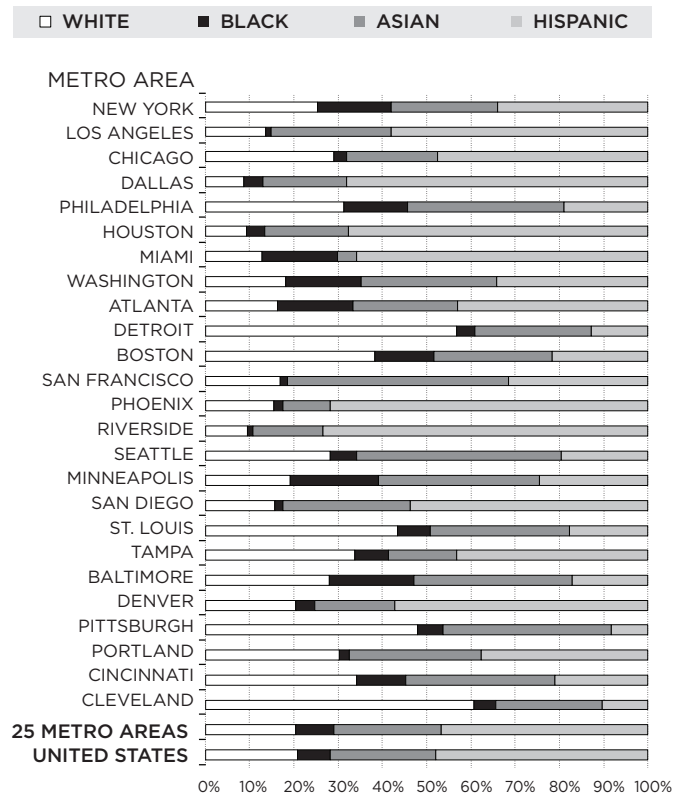 WHITE BLACK ASIAN HISPANIC
METRO AREA
NEW YORK
LOS ANGELES
CHICAGO
DALLAS
PHILADELPHIA
HOUSTON
MIAMI
WASHINGTON
ATLANTA
DETROIT
BOSTON
SAN FRANCISCO
PHOENIX
RIVERSIDE
SEATTLE
MINNEAPOLIS
SAN DIEGO
ST. LOUIS
TAMPA
BALTIMORE
DENVER
PITTSBURGH
PORTLAND
CINCINNATI
CLEVELAND
25 METRO AREAS
UNITED STATES
0% 10% 20% 30% 40% 50% 60% 70% 80% 90% 100%